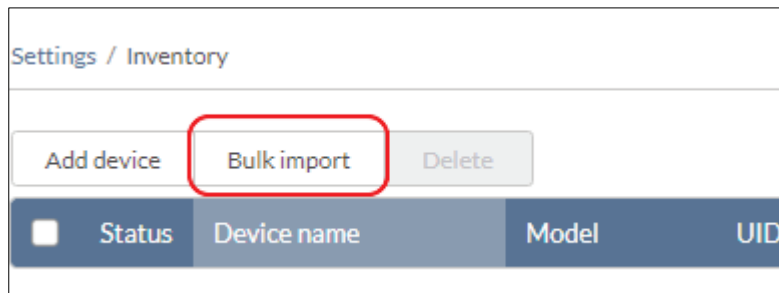 Settings / Inventory
Add device Bulk import Delete
Status Device name Model UID